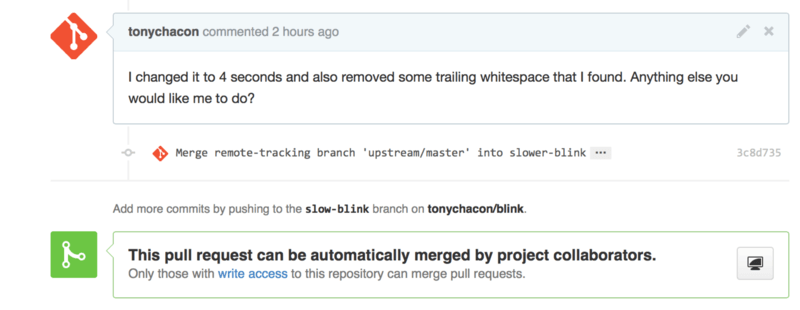 tonychacon commented 2 hours ago
I changed it to 4 seconds and also removed some trailing whitespace that I found. Anything else you
would like me to do?
Merge remote-tracking branch 'upstream/master' into slower-blink ··· 3c8d735
Add more commits by pushing to the slow-blink branch on tonychacon/blink.
This pull request can be automatically merged by project collaborators.
Only those with write access to this repository can merge pull requests.